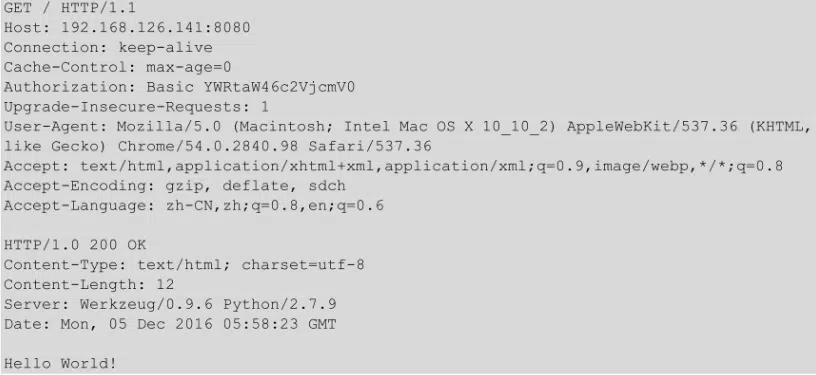 GET / HTTP/1.1
Host: 192.168.126.141:8080
Connection: keep-alive
Cache-Control: max-age=0
Authorization: Basic YWRtaW46c2VjcmV0
Upgrade-Insecure-Requests: 1
User-Agent: Mozilla/5.0 (Macintosh; Intel Mac OS X 10_10_2) AppleWebKit/537.36 (KHTML,
like Gecko) Chrome/54.0.2840.98 Safari/537.36
Accept: text/html,application/xhtml+xml,application/xml;q=0.9,image/webp,*/*;q=0.8
Accept-Encoding: gzip, deflate, sdch
Accept-Language: zh-CN,zh;q=0.8,en;q=0.6

HTTP/1.0 200 OK
Content-Type: text/html; charset=utf-8
Content-Length: 12
Server: Werkzeug/0.9.6 Python/2.7.9
Date: Mon, 05 Dec 2016 05:58:23 GMT

Hello World!